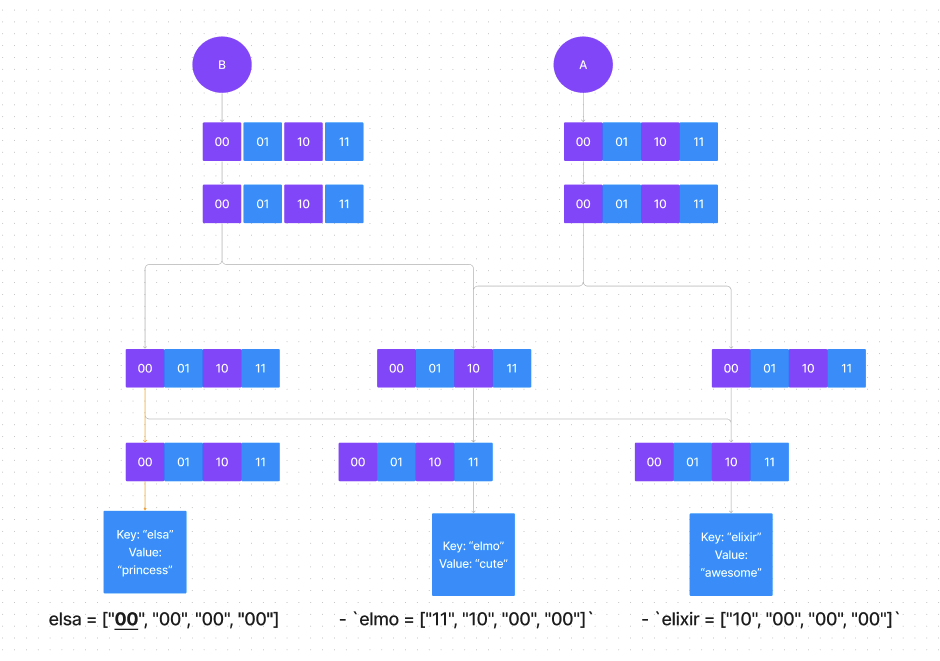 B
A
00 01 10 11
00 01 10 11
00 01 10 11
00 01 10 11
00 01 10 11
00 01 10 11
00 01 10 11
00 01 10 11
00 01 10 11
00 01 10 11
Key: “elsa”
Value:
“princess”
Key: “elmo”
Value: “cute”
Key: “elixir”
Value:
“awesome”
elsa = ["00", "00", "00", "00"]
- `elmo = ["11", "10", "00", "00"]`
- `elixir = ["10", "00", "00", "00"]`